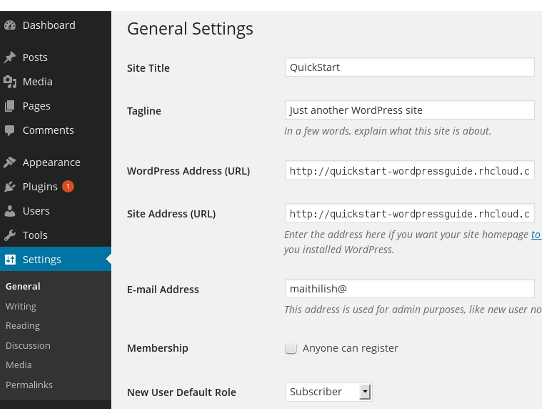 Dashboard
Posts
Media
Pages
Comments
Appearance
Plugins 1
Users
Tools
Settings
General
Writing
Reading
Discussion
Media
Permalinks
General Settings
Site Title QuickStart
Tagline Just another WordPress site
In a few words, explain what this site is about.
WordPress Address (URL) http://quickstart-wordpressguide.rhcloud.c
Site Address (URL) http://quickstart-wordpressguide.rhcloud.c
Enter the address here if you want your site homepage to
you installed WordPress.
E-mail Address maithilish@
This address is used for admin purposes, like new user no
Membership Anyone can register
New User Default Role Subscriber